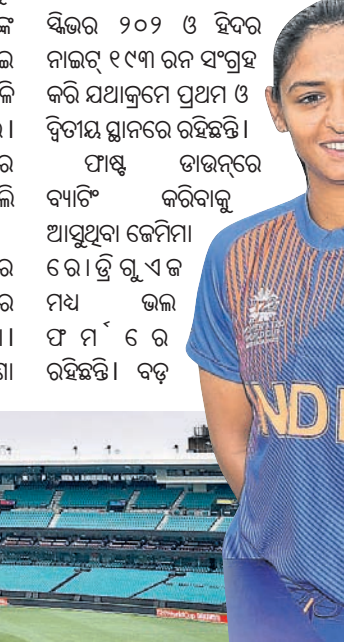 ଙ୍କ
ଇ
ଳି
ର
ଲି
ର
ର
ସ୍କିଭର ୨୦୨ ଓ ହିଦର
ନାଇଟ୍ ୧୯୩ ରନ ସଂଗ୍ରହ
କରି ଯଥାକ୍ରମେ ପ୍ରଥମ ଓ
ଦ୍ୱିତୀୟ ସ୍ଥାନରେ ରହିଛନ୍ତି।
ଫାଷ୍ଟ ଡାଉନ୍‌ରେ
ବ୍ୟାଟିଂ କରିବାକୁ
ଆସୁଥିବା ଜେମିମା
ରୋଡ୍ରିଗୁଏଜ
ମଧ୍ୟ ଭଲ
ଫର୍ମରେ
ରହିଛନ୍ତି। ବଡ଼
INDI